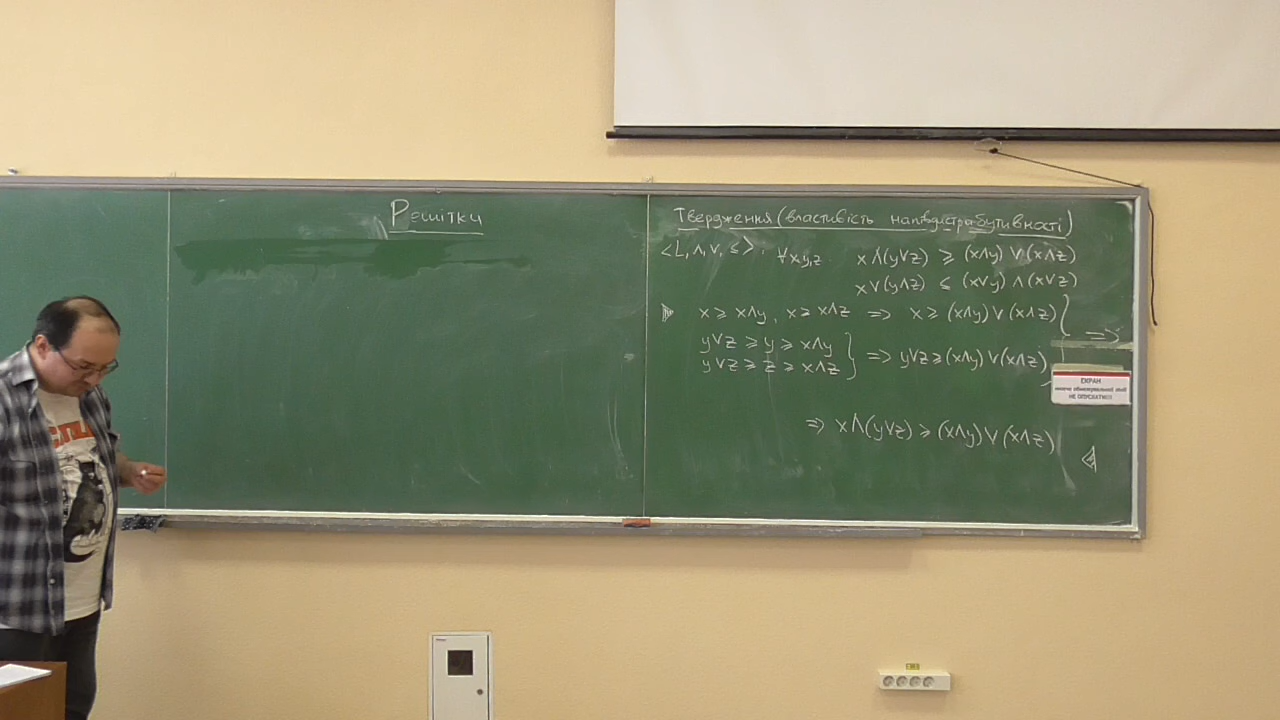 Решітки
Твердження (властивість напівдистрибутивності)
<L, ∧, ∨, ≤>. ∀x,y,z. x∧(y∨z) ⩾ (x∧y)∨(x∧z)
x∨(y∧z) ≤ (x∨y)∧(x∨z)
x ⩾ x∧y, x ⩾ x∧z ⇒ x ⩾ (x∧y)∨(x∧z) } ⇒
y∨z ⩾ y ⩾ x∧y
y∨z ⩾ z ⩾ x∧z } ⇒ y∨z ⩾ (x∧y)∨(x∧z)
⇒ x∧(y∨z) ⩾ (x∧y)∨(x∧z)
ЕКРАН
НЕ ОПУСКАТИ!!